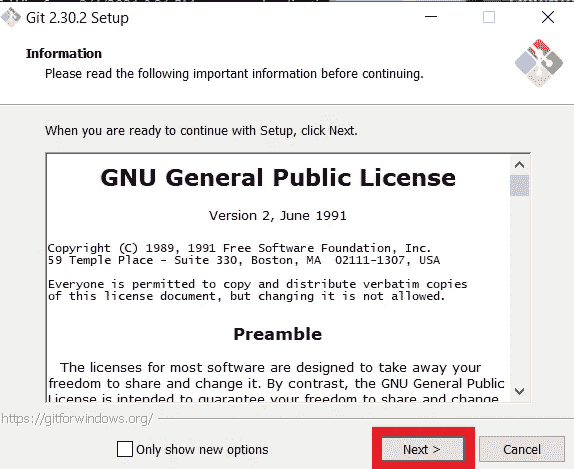 Git 2.30.2 Setup
Information
Please read the following important information before continuing.
When you are ready to continue with Setup, click Next.
GNU General Public License
Version 2, June 1991
Copyright (C) 1989, 1991 Free Software Foundation, Inc.
59 Temple Place - Suite 330, Boston, MA  02111-1307, USA
Everyone is permitted to copy and distribute verbatim copies
of this license document, but changing it is not allowed.
Preamble
The licenses for most software are designed to take away your
freedom to share and change it. By contrast, the GNU General Public
License is intended to guarantee your freedom to share and change
https://gitforwindows.org/
Only show new options
Next >
Cancel